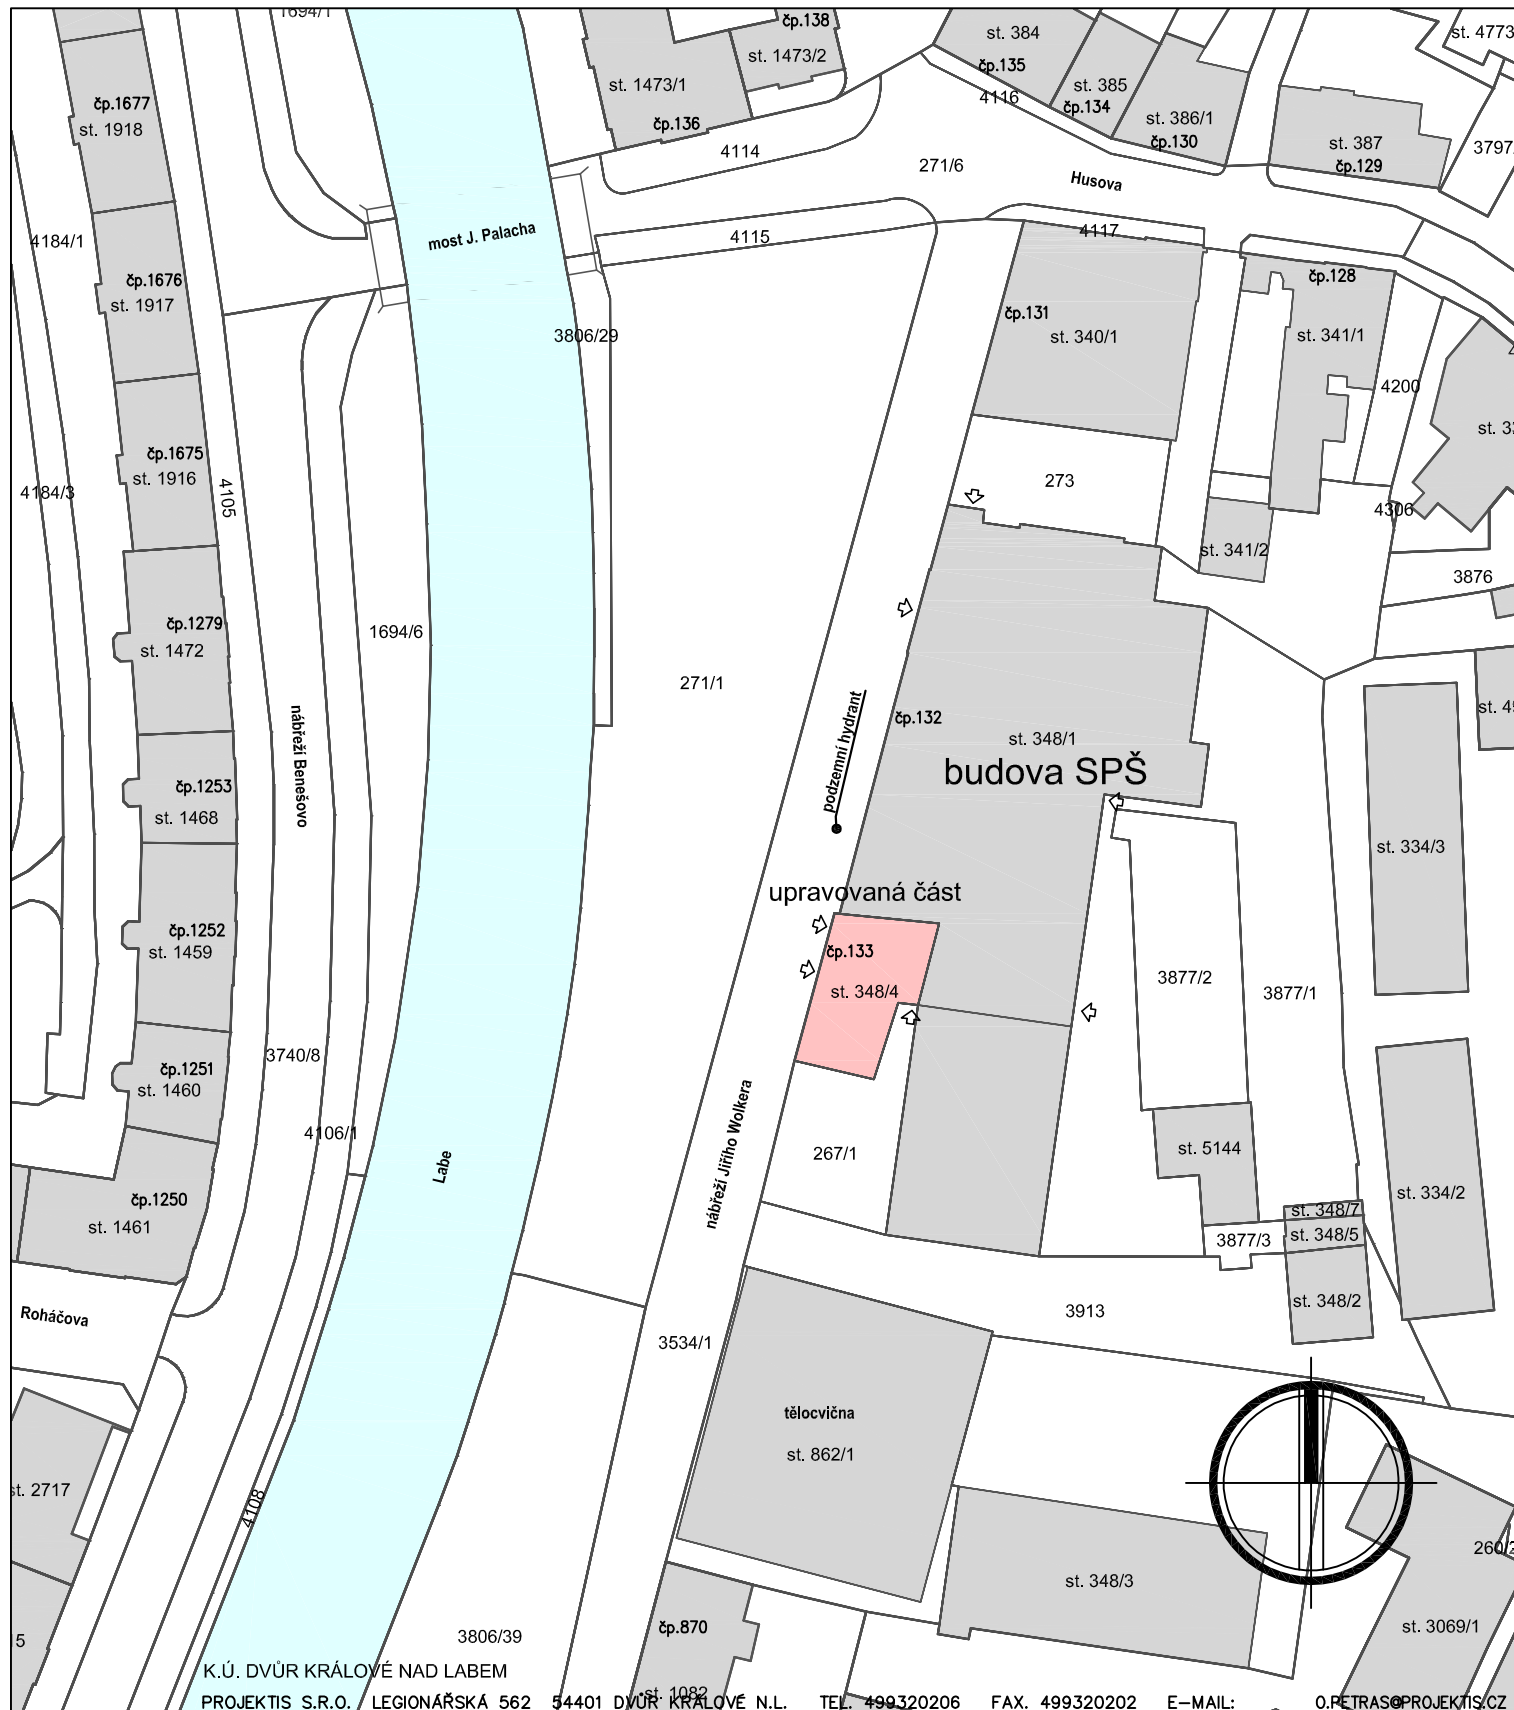 1694/1
čp.138
st. 1473/2
st. 384
st. 4773
čp.135
st. 1473/1
st. 385
4116
čp.134
čp.1677
st. 1918
čp.136
st. 386/1
čp.130
st. 387
čp.129
3797
4114
271/6
Husova
4184/1
most J. Palacha
4115
4117
čp.1676
st. 1917
čp.128
čp.131
st. 340/1
3806/29
st. 341/1
4200
čp.1675
st. 1916
4184/3
4105
273
4306
st. 341/2
3876
čp.1279
st. 1472
1694/6
271/1
nábřeží Benešovo
podzemní hydrant
čp.132
st. 348/1
budova SPŠ
čp.1253
st. 1468
st. 334/3
upravovaná část
čp.1252
st. 1459
čp.133
st. 348/4
3877/2
3877/1
3740/8
čp.1251
st. 1460
4106/1
Labe
nábřeží Jiřího Wolkera
267/1
st. 5144
st. 334/2
čp.1250
st. 1461
st. 348/7
st. 348/5
3877/3
st. 348/2
Roháčova
3534/1
3913
tělocvična
st. 862/1
st. 2717
4108
st. 348/3
3806/39
čp.870
st. 3069/1
K.Ú. DVŮR KRÁLOVÉ NAD LABEM
st. 1082
PROJEKTIS S.R.O. LEGIONÁŘSKÁ 562 54401 DVŮR KRÁLOVÉ N.L. TEL. 499320206 FAX. 499320202 E-MAIL: O.PETRAS@PROJEKTIS.CZ